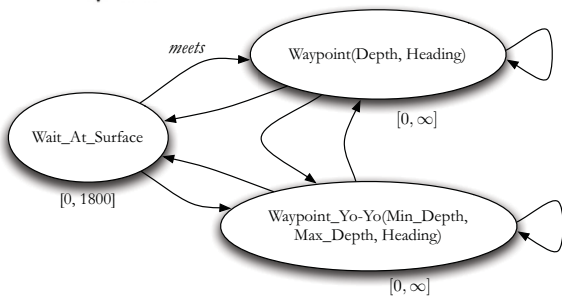 meets
Waypoint(Depth, Heading)
[0, ∞]
Wait_At_Surface
[0, 1800]
Waypoint_Yo-Yo(Min_Depth,
Max_Depth, Heading)
[0, ∞]